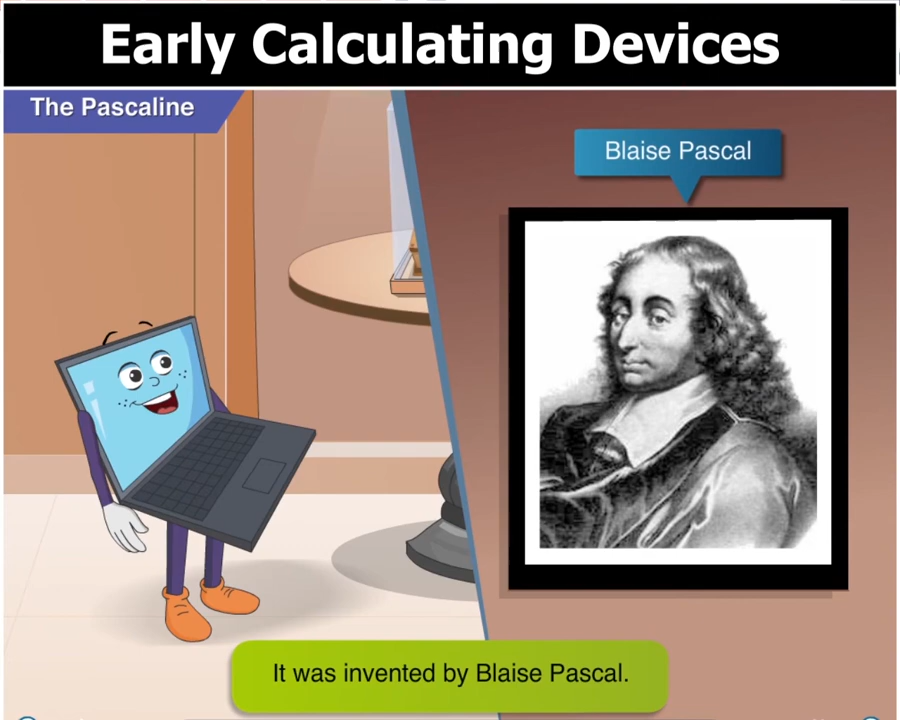 Early Calculating Devices
The Pascaline
Blaise Pascal
It was invented by Blaise Pascal.